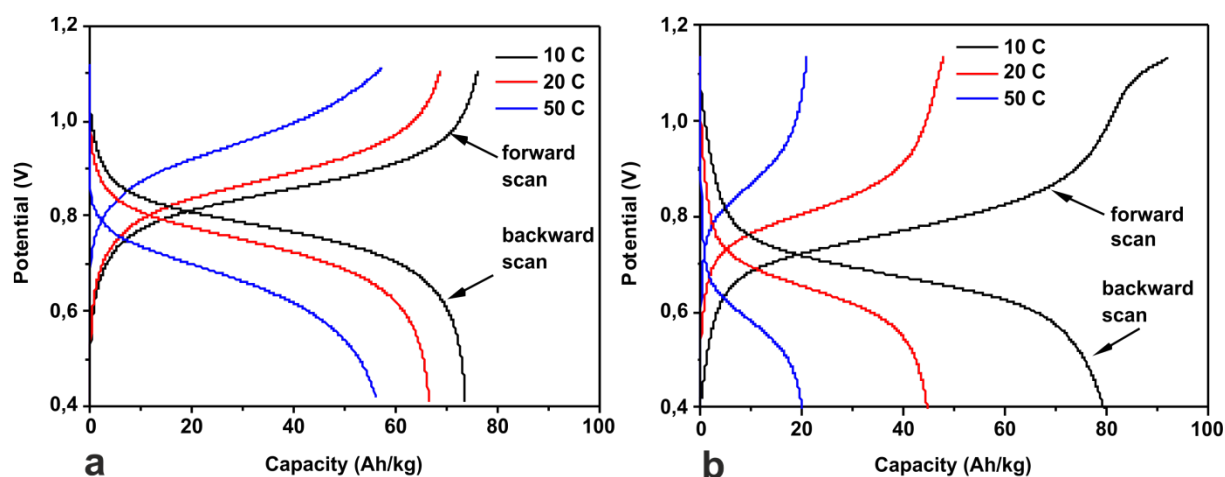 1,2
1,0
0,8
0,6
0,4
Potential (V)
10 C
20 C
50 C
forward
scan
backward
scan
0 20 40 60 80 100
Capacity (Ah/kg)
a
1,2
1,0
0,8
0,6
0,4
Potential (V)
10 C
20 C
50 C
forward
scan
backward
scan
0 20 40 60 80 100
Capacity (Ah/kg)
b